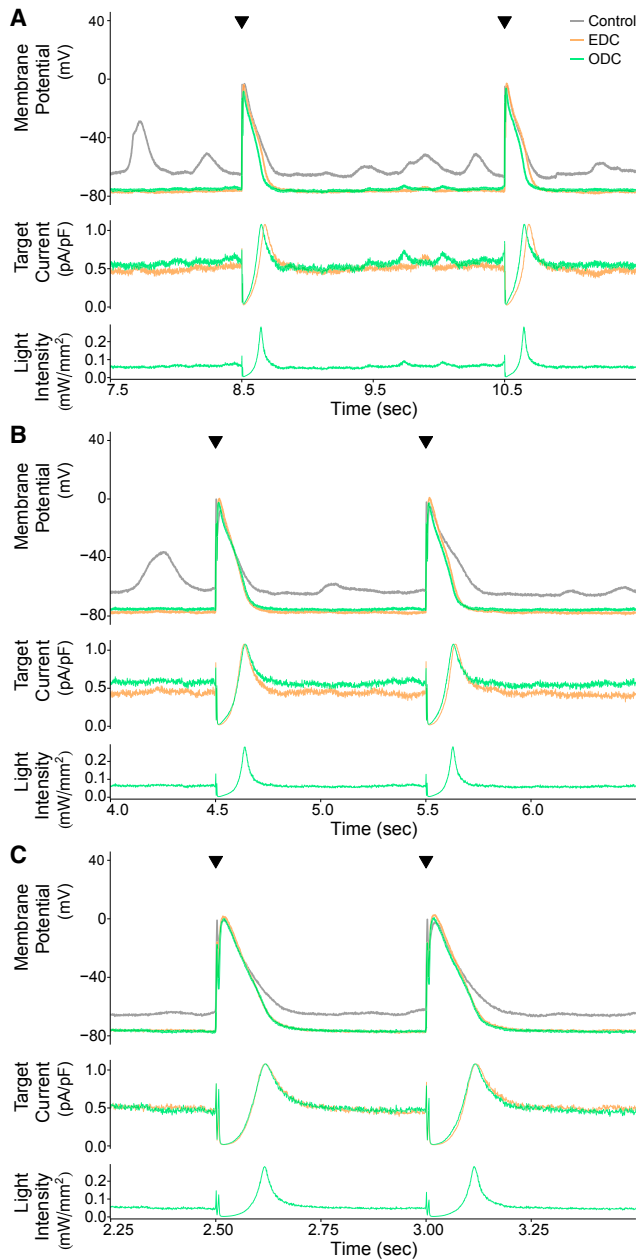 A
Control
EDC
ODC
Membrane
Potential
(mV)
40
0
−40
−80
Target
Current
(pA/pF)
1.0
0.5
0.0
Light
Intensity
(mW/mm²)
0.2
0.1
0.0
7.5 8.5 9.5 10.5
Time (sec)
B
Membrane
Potential
(mV)
40
0
−40
−80
Target
Current
(pA/pF)
1.0
0.5
0.0
Light
Intensity
(mW/mm²)
0.2
0.1
0.0
4.0 4.5 5.0 5.5 6.0
Time (sec)
C
Membrane
Potential
(mV)
40
0
−40
−80
Target
Current
(pA/pF)
1.0
0.5
0.0
Light
Intensity
(mW/mm²)
0.2
0.1
0.0
2.25 2.50 2.75 3.00 3.25
Time (sec)